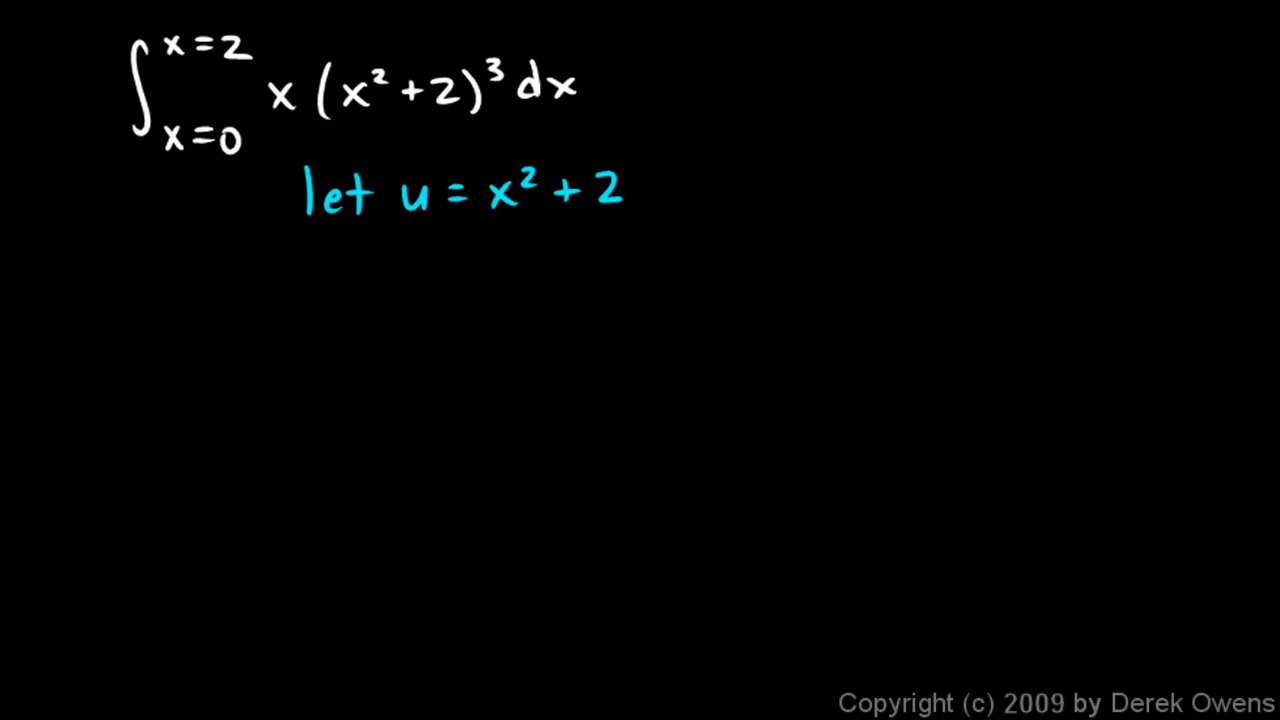 ∫ x=2 x=0 x (x² + 2)³ dx
let u = x² + 2
Copyright (c) 2009 by Derek Owens